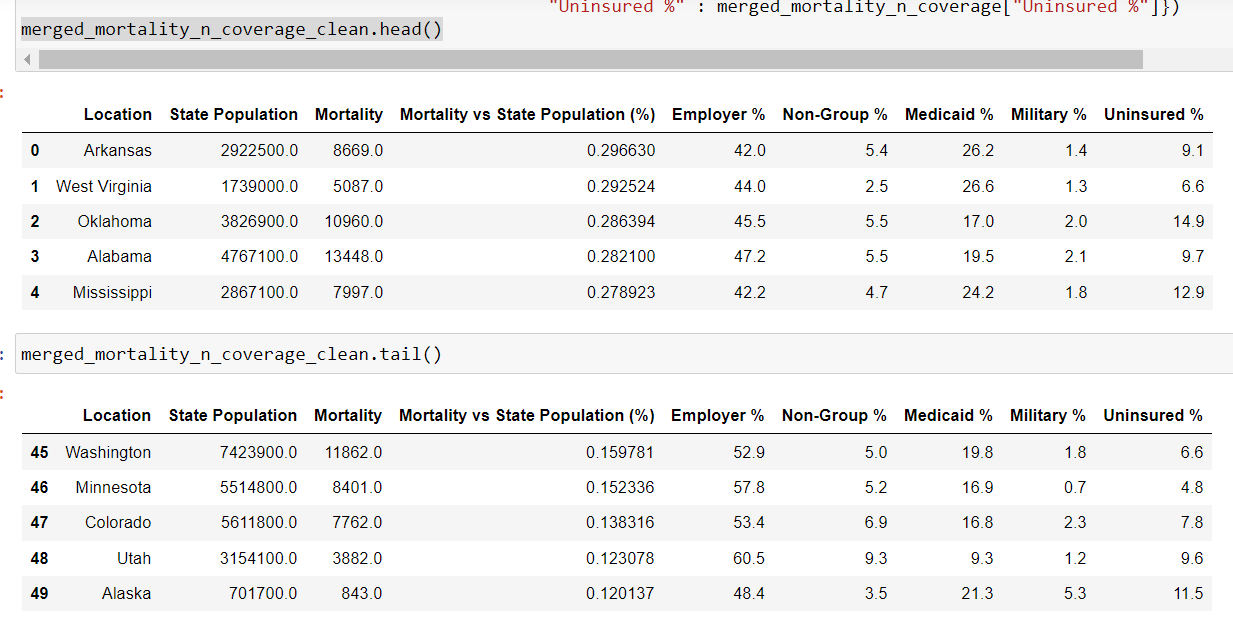 "Uninsured %" : merged_mortality_n_coverage["Uninsured %"]})
merged_mortality_n_coverage_clean.head()
:
Location State Population Mortality Mortality vs State Population (%) Employer % Non-Group % Medicaid % Military % Uninsured %
0 Arkansas 2922500.0 8669.0 0.296630 42.0 5.4 26.2 1.4 9.1
1 West Virginia 1739000.0 5087.0 0.292524 44.0 2.5 26.6 1.3 6.6
2 Oklahoma 3826900.0 10960.0 0.286394 45.5 5.5 17.0 2.0 14.9
3 Alabama 4767100.0 13448.0 0.282100 47.2 5.5 19.5 2.1 9.7
4 Mississippi 2867100.0 7997.0 0.278923 42.2 4.7 24.2 1.8 12.9
: merged_mortality_n_coverage_clean.tail()
:
Location State Population Mortality Mortality vs State Population (%) Employer % Non-Group % Medicaid % Military % Uninsured %
45 Washington 7423900.0 11862.0 0.159781 52.9 5.0 19.8 1.8 6.6
46 Minnesota 5514800.0 8401.0 0.152336 57.8 5.2 16.9 0.7 4.8
47 Colorado 5611800.0 7762.0 0.138316 53.4 6.9 16.8 2.3 7.8
48 Utah 3154100.0 3882.0 0.123078 60.5 9.3 9.3 1.2 9.6
49 Alaska 701700.0 843.0 0.120137 48.4 3.5 21.3 5.3 11.5